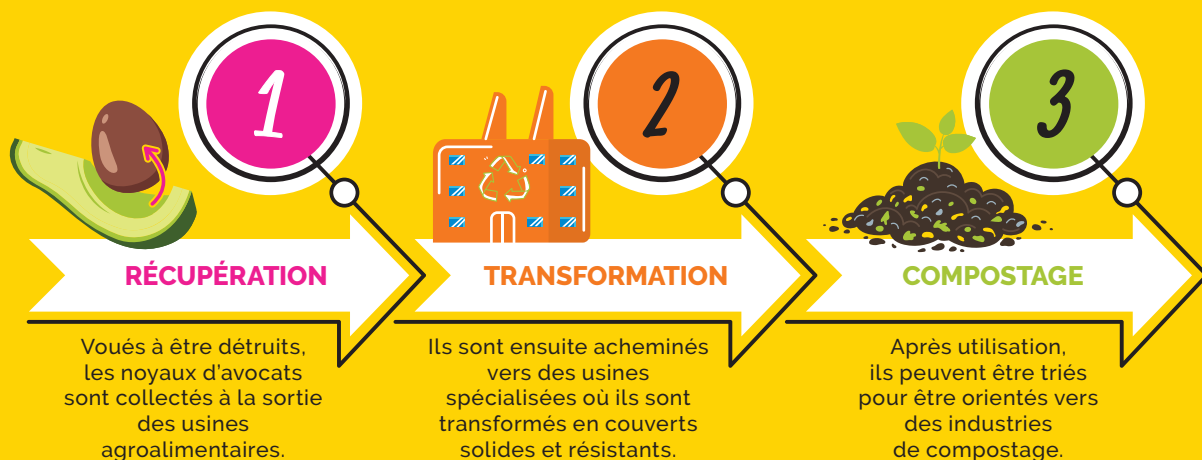 1
RÉCUPÉRATION
Voués à être détruits,
les noyaux d'avocats
sont collectés à la sortie
des usines
agroalimentaires.
2
TRANSFORMATION
Ils sont ensuite acheminés
vers des usines
spécialisées où ils sont
transformés en couverts
solides et résistants.
3
COMPOSTAGE
Après utilisation,
ils peuvent être triés
pour être orientés vers
des industries
de compostage.